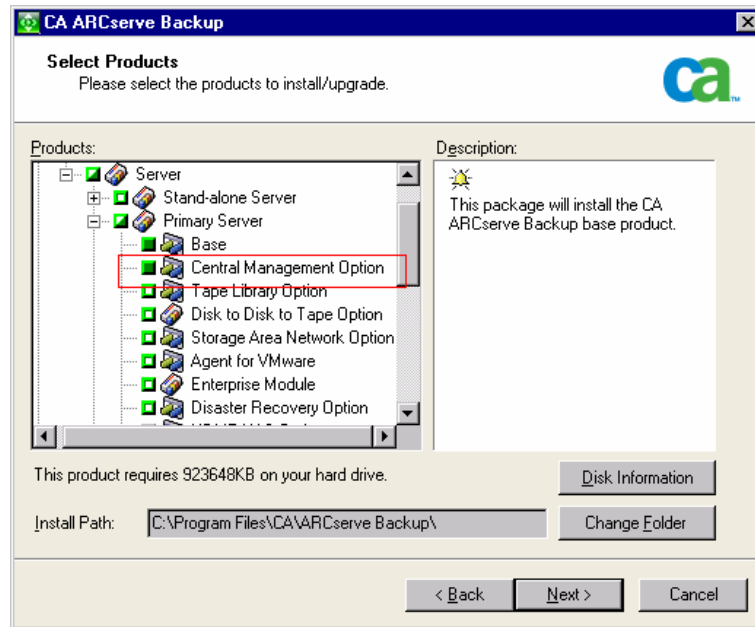 CA ARCserve Backup
Select Products
Please select the products to install/upgrade.
ca
Products:
Description:
Server
Stand-alone Server
Primary Server
Base
Central Management Option
Tape Library Option
Disk to Disk to Tape Option
Storage Area Network Option
Agent for VMware
Enterprise Module
Disaster Recovery Option
This package will install the CA
ARCserve Backup base product.
This product requires 923648KB on your hard drive.
Disk Information
Install Path:
C:\Program Files\CA\ARCserve Backup\
Change Folder
< Back
Next >
Cancel